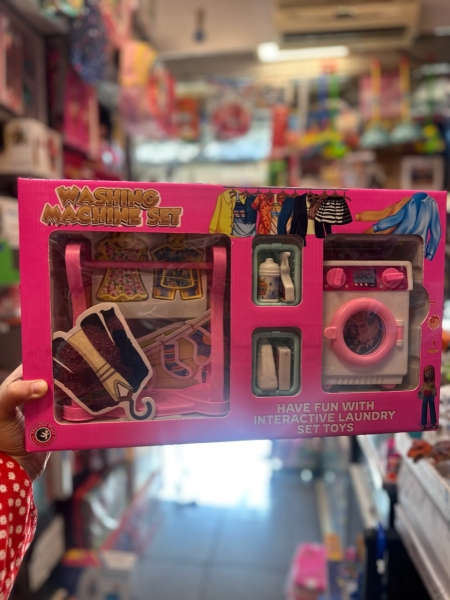 WASHING
MACHINE SET
HAVE FUN WITH
INTERACTIVE LAUNDRY
SET TOYS